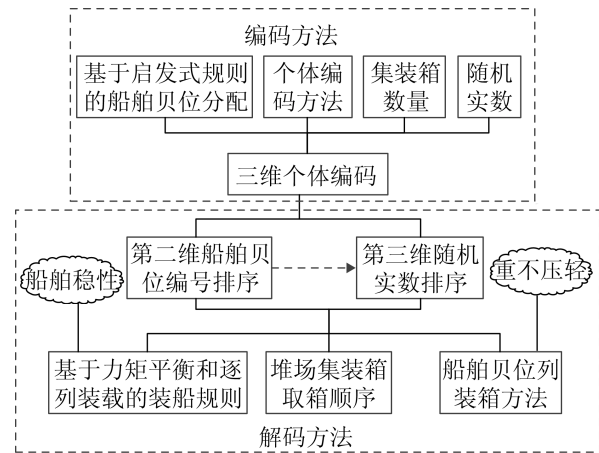 编码方法
基于启发式规则
的船舶贝位分配
个体编
码方法
集装箱
数量
随机
实数
三维个体编码
第二维船舶贝
位编号排序
第三维随机
实数排序
船舶稳性
重不压轻
基于力矩平衡和逐
列装载的装船规则
堆场集装箱
取箱顺序
船舶贝位列
装箱方法
解码方法